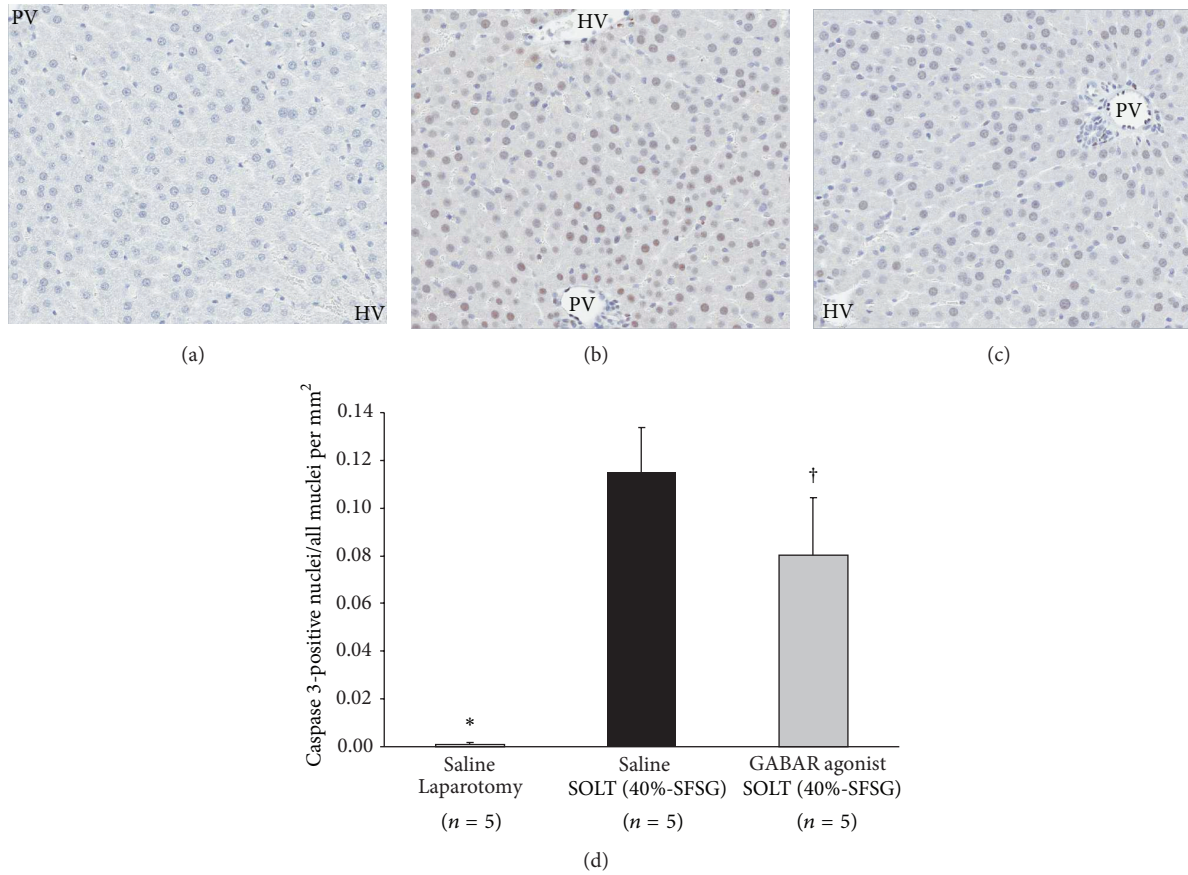 PV
HV
(a)
HV
PV
(b)
PV
HV
(c)
Caspase 3-positive nuclei/all muclei per mm²
0.14
0.12
0.10
0.08
0.06
0.04
0.02
0.00
*
†
Saline
Laparotomy
(n = 5)
Saline
SOLT (40%-SFSG)
(n = 5)
GABAR agonist
SOLT (40%-SFSG)
(n = 5)
(d)